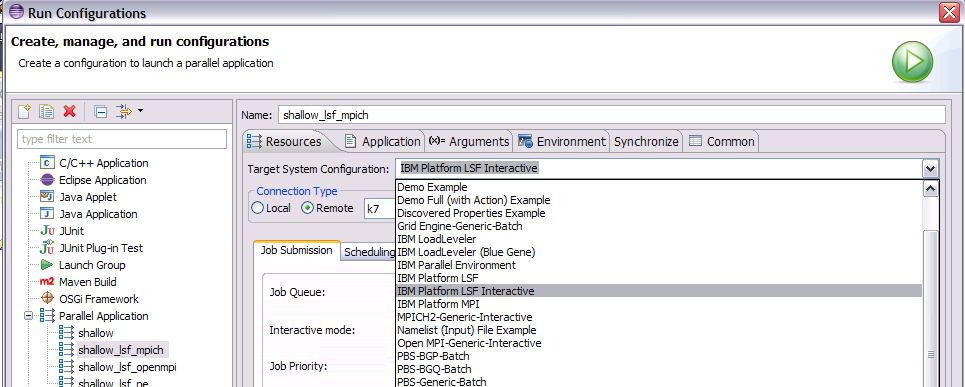 Run Configurations
Create, manage, and run configurations
Create a configuration to launch a parallel application
type filter text
C/C++ Application
Eclipse Application
Java Applet
Java Application
JUnit
JUnit Plug-in Test
Launch Group
Maven Build
OSGi Framework
Parallel Application
shallow
shallow_lsf_mpich
shallow_lsf_openmpi
shallow_lsf_pe
Name: shallow_lsf_mpich
Resources Application Arguments Environment Synchronize Common
Target System Configuration: IBM Platform LSF Interactive
Connection Type
Local Remote k7
Job Submission Scheduling
Job Queue:
Interactive mode:
Job Priority:
Demo Example
Demo Full (with Action) Example
Discovered Properties Example
Grid Engine-Generic-Batch
IBM LoadLeveler
IBM LoadLeveler (Blue Gene)
IBM Parallel Environment
IBM Platform LSF
IBM Platform LSF Interactive
IBM Platform MPI
MPICH2-Generic-Interactive
Namelist (Input) File Example
Open MPI-Generic-Interactive
PBS-BGP-Batch
PBS-BGQ-Batch
PBS-Generic-Batch